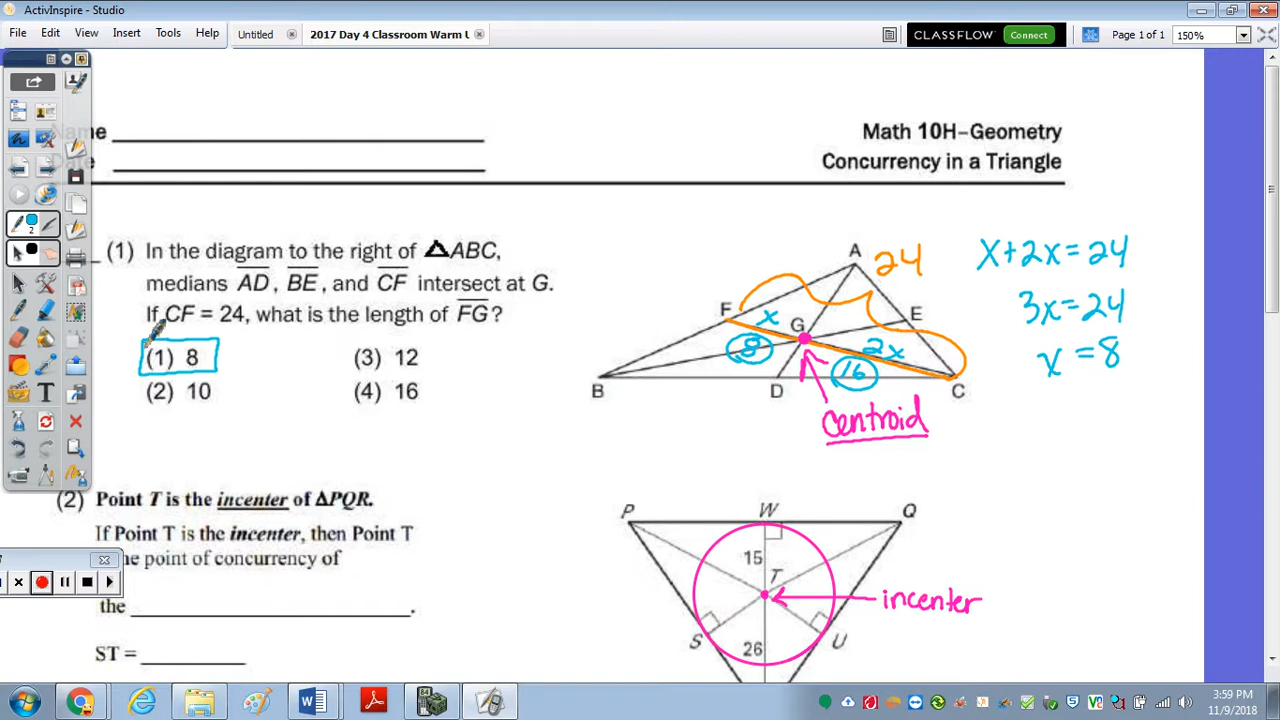 ActivInspire - Studio
File Edit View Insert Tools Help
Untitled
2017 Day 4 Classroom Warm U
CLASSFLOW Connect
Page 1 of 1
150%
Name
Date
Math 10H–Geometry
Concurrency in a Triangle
(1) In the diagram to the right of △ABC,
medians AD, BE, and CF intersect at G.
If CF = 24, what is the length of FG?
(1) 8
(3) 12
(2) 10
(4) 16
A
24
F
x
G
E
8
2x
16
B
D
C
centroid
x+2x=24
3x=24
x=8
(2) Point T is the incenter of ΔPQR.
If Point T is the incenter, then Point T
he point of concurrency of
the ____________________.
ST = __________
P
W
Q
15
T
incenter
S
U
26
2
3:59 PM
11/9/2018